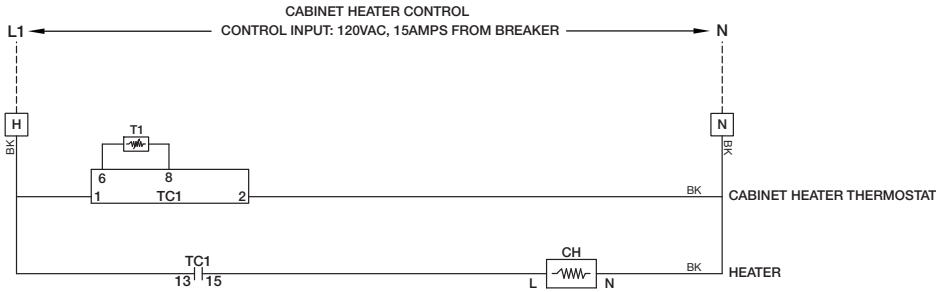 CABINET HEATER CONTROL
L1 CONTROL INPUT: 120VAC, 15AMPS FROM BREAKER N
H N
BK BK
T1
6 8
1 TC1 2 BK CABINET HEATER THERMOSTAT
TC1 CH
13 15 L N BK HEATER